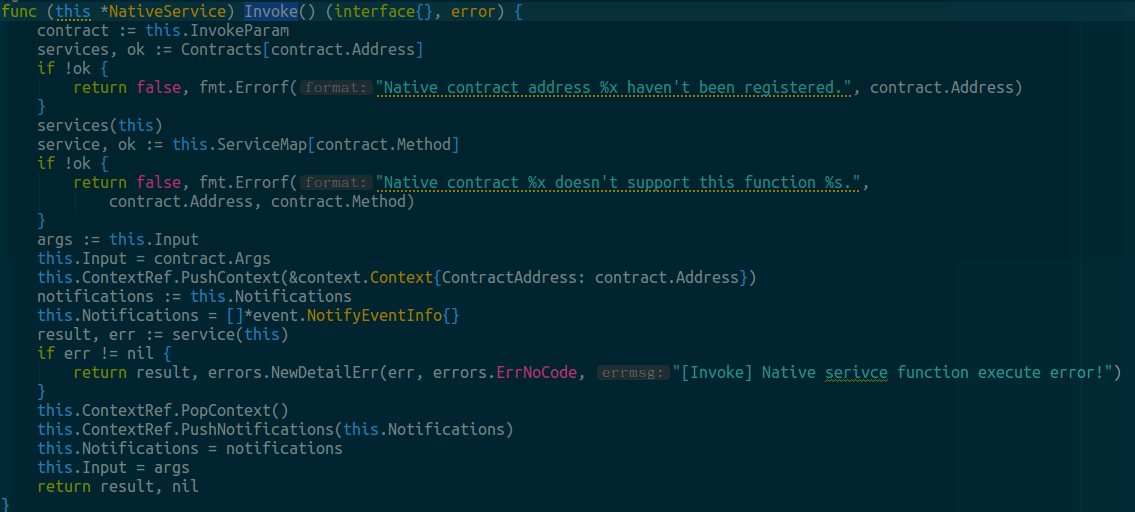 func (this *NativeService) Invoke() (interface{}, error) {
    contract := this.InvokeParam
    services, ok := Contracts[contract.Address]
    if !ok {
        return false, fmt.Errorf( format: "Native contract address %x haven't been registered.", contract.Address)
    }
    services(this)
    service, ok := this.ServiceMap[contract.Method]
    if !ok {
        return false, fmt.Errorf( format: "Native contract %x doesn't support this function %s.",
            contract.Address, contract.Method)
    }
    args := this.Input
    this.Input = contract.Args
    this.ContextRef.PushContext(&context.Context{ContractAddress: contract.Address})
    notifications := this.Notifications
    this.Notifications = []*event.NotifyEventInfo{}
    result, err := service(this)
    if err != nil {
        return result, errors.NewDetailErr(err, errors.ErrNoCode, errmsg: "[Invoke] Native serivce function execute error!")
    }
    this.ContextRef.PopContext()
    this.ContextRef.PushNotifications(this.Notifications)
    this.Notifications = notifications
    this.Input = args
    return result, nil
}